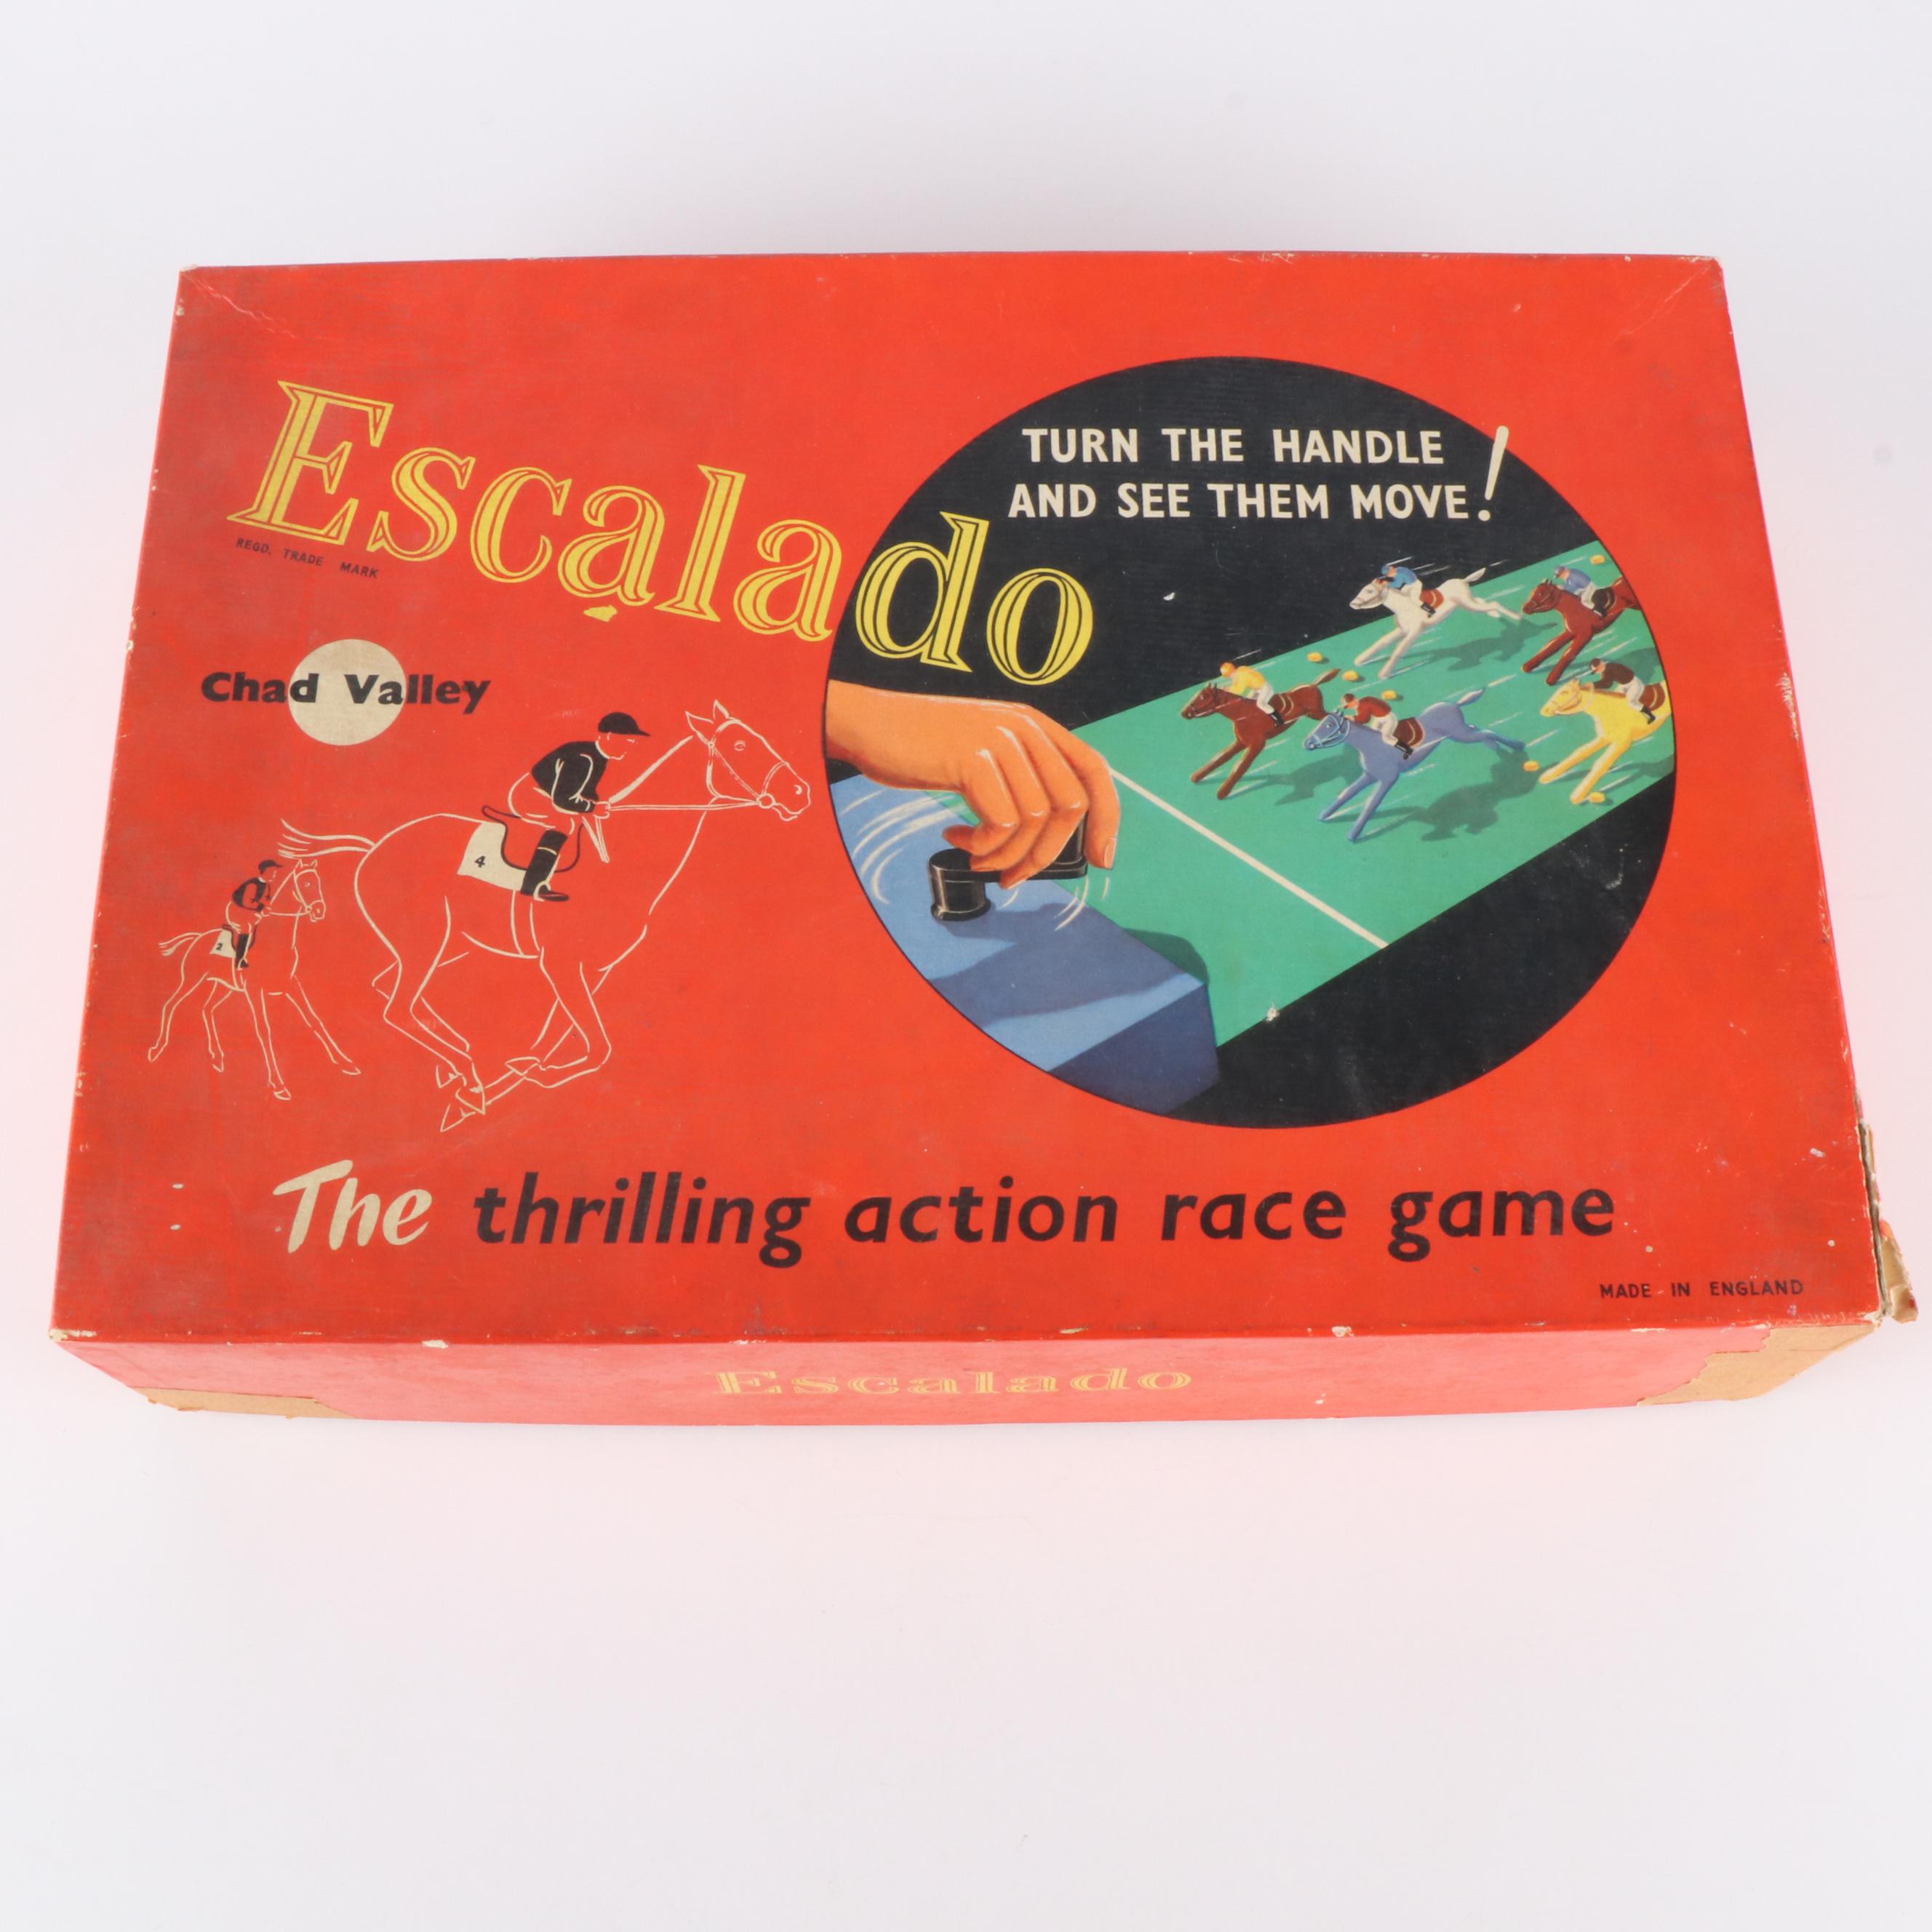 Escalado
REGD. TRADE MARK
TURN THE HANDLE
AND SEE THEM MOVE!
Chad Valley
4
2
The thrilling action race game
MADE IN ENGLAND
Escalado